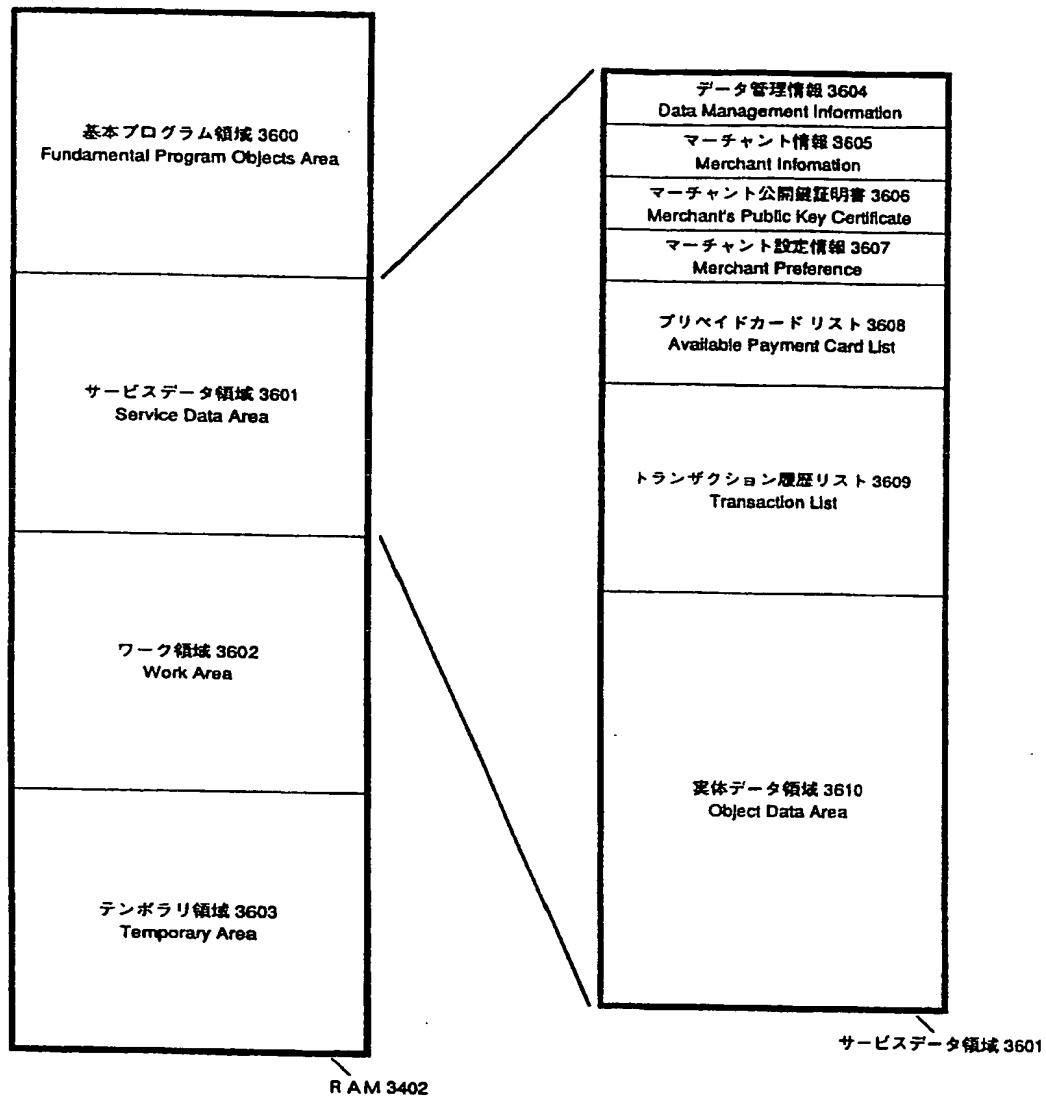 基本プログラム領域 3600
Fundamental Program Objects Area
サービスデータ領域 3601
Service Data Area
ワーク領域 3602
Work Area
テンポラリ領域 3603
Temporary Area
RAM 3402
データ管理情報 3604
Data Management Information
マーチャント情報 3605
Merchant Infomation
マーチャント公開鍵証明書 3606
Merchant's Public Key Certificate
マーチャント設定情報 3607
Merchant Preference
プリペイドカード リスト 3608
Available Payment Card List
トランザクション履歴リスト 3609
Transaction List
実体データ領域 3610
Object Data Area
サービスデータ領域 3601